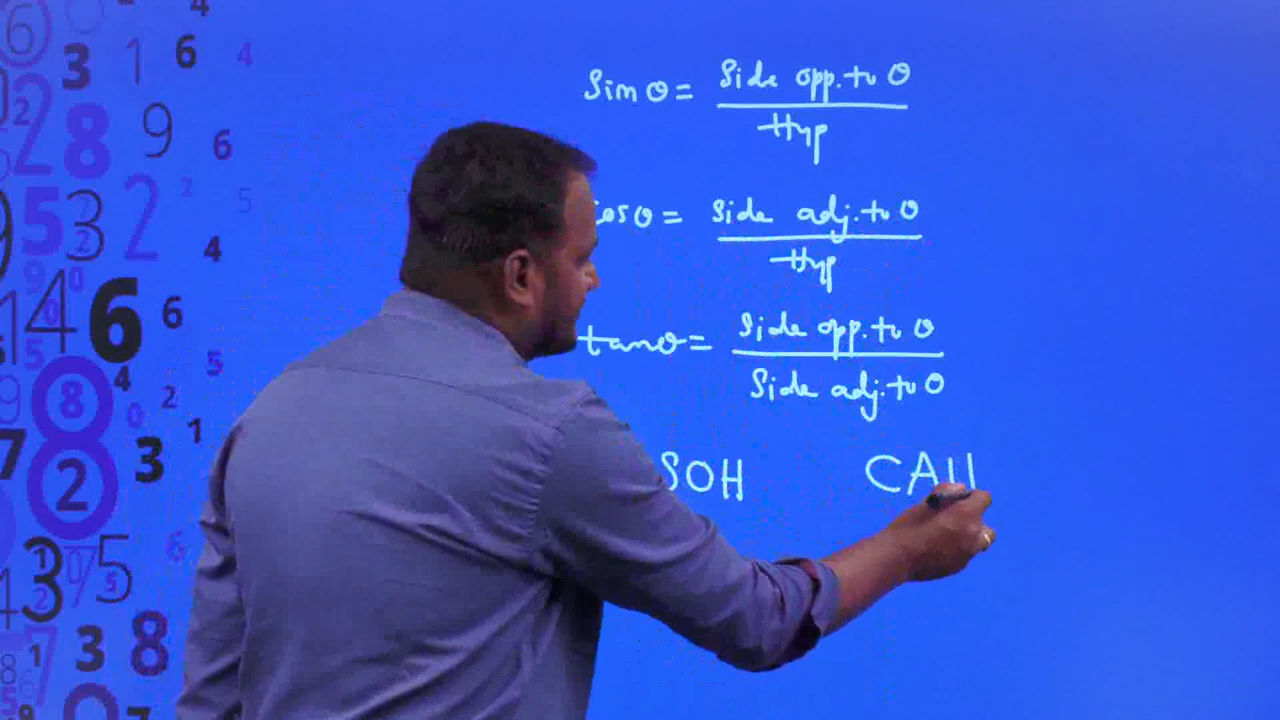 Sin θ = Side opp. to θ
Hyp
cos θ = Side adj. to θ
Hyp
tan θ = Side opp. to θ
Side adj. to θ
SOH CAH